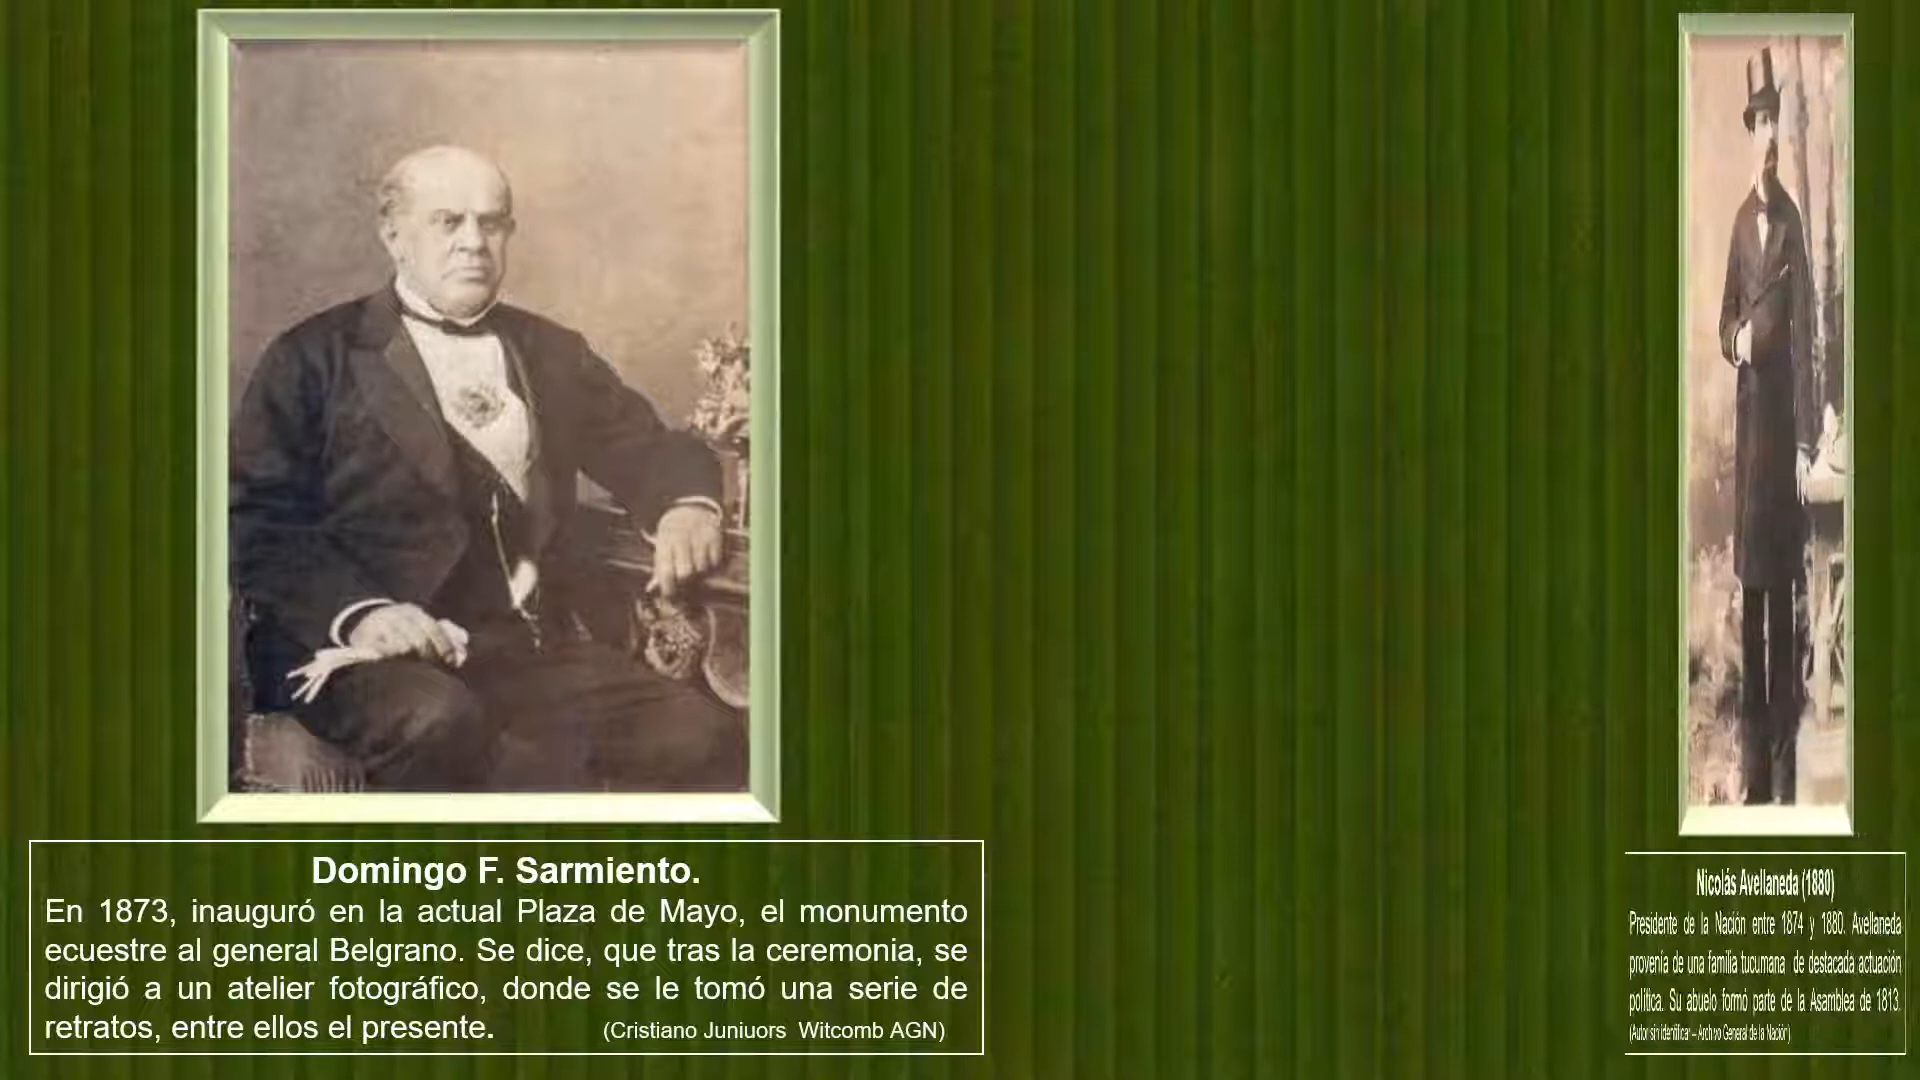 Domingo F. Sarmiento.
En 1873, inauguró en la actual Plaza de Mayo, el monumento
ecuestre al general Belgrano. Se dice, que tras la ceremonia, se
dirigió a un atelier fotográfico, donde se le tomó una serie de
retratos, entre ellos el presente. (Cristiano Juniuors Witcomb AGN)
Nicolás Avellaneda (1880)
Presidente de la Nación entre 1874 y 1880. Avellaneda
provenía de una familia tucumana de destacada actuación
política. Su abuelo formó parte de la Asamblea de 1813.
(Autor sin identificar – Archivo General de la Nación)